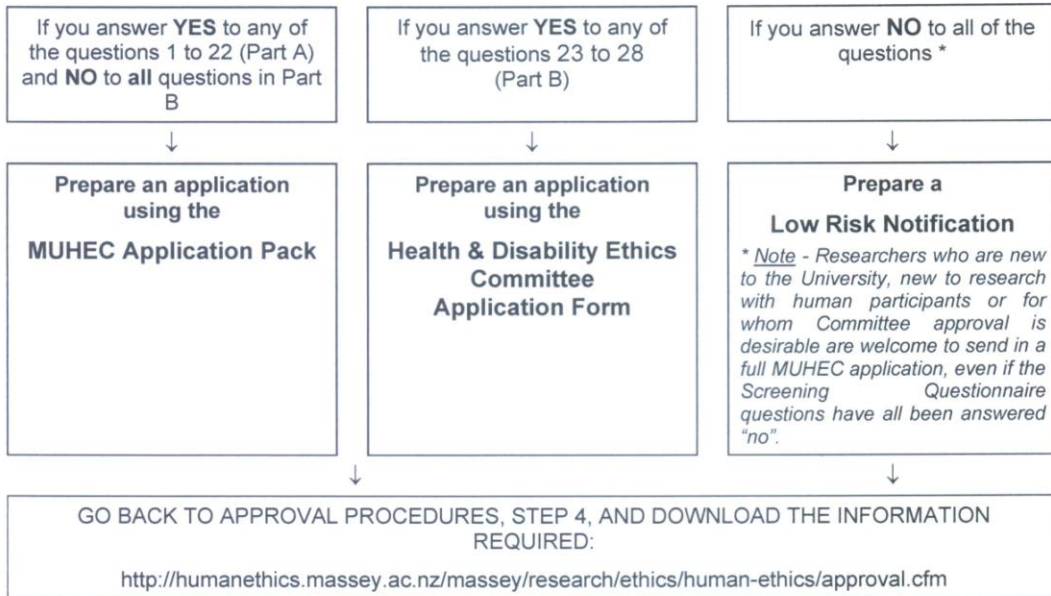 If you answer YES to any of
the questions 1 to 22 (Part A)
and NO to all questions in Part
B
If you answer YES to any of
the questions 23 to 28
(Part B)
If you answer NO to all of the
questions *
↓
↓
↓
Prepare an application
using the
MUHEC Application Pack
Prepare an application
using the
Health & Disability Ethics
Committee
Application Form
Prepare a
Low Risk Notification
* Note - Researchers who are new
to the University, new to research
with human participants or for
whom Committee approval is
desirable are welcome to send in a
full MUHEC application, even if the
Screening Questionnaire
questions have all been answered
“no”.
↓
↓
GO BACK TO APPROVAL PROCEDURES, STEP 4, AND DOWNLOAD THE INFORMATION
REQUIRED:
http://humanethics.massey.ac.nz/massey/research/ethics/human-ethics/approval.cfm